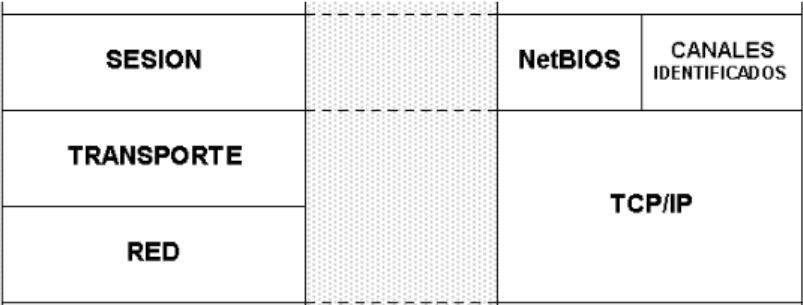 SESION
NetBIOS
CANALES
IDENTIFICADOS
TRANSPORTE
TCP/IP
RED